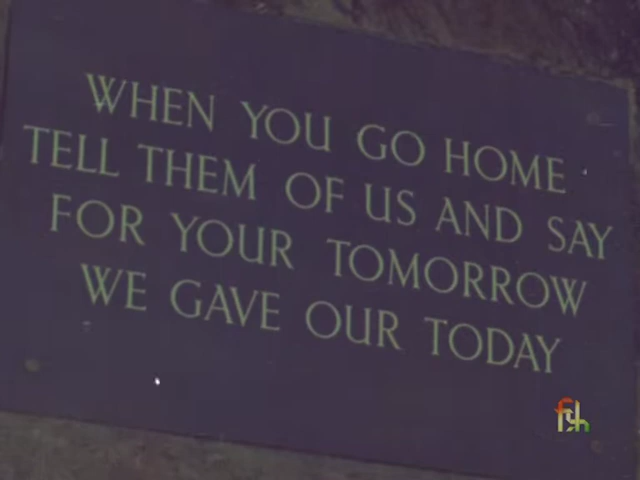 WHEN YOU GO HOME
TELL THEM OF US AND SAY
FOR YOUR TOMORROW
WE GAVE OUR TODAY